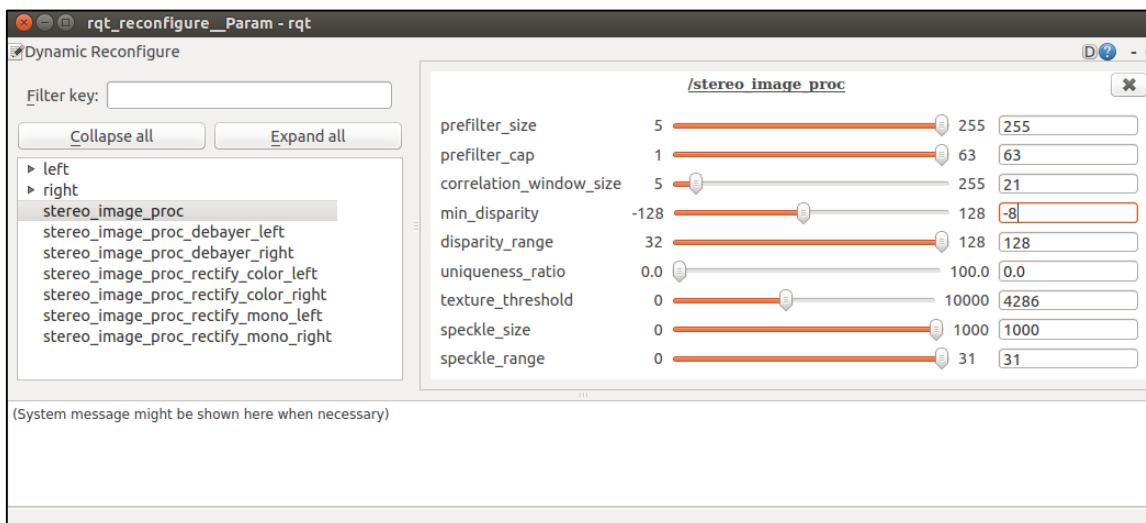 rqt_reconfigure__Param - rqt
Dynamic Reconfigure D ? -
Filter key:
Collapse all Expand all
left
right
stereo_image_proc
stereo_image_proc_debayer_left
stereo_image_proc_debayer_right
stereo_image_proc_rectify_color_left
stereo_image_proc_rectify_color_right
stereo_image_proc_rectify_mono_left
stereo_image_proc_rectify_mono_right
/stereo_image_proc
prefilter_size 5 255 255
prefilter_cap 1 63 63
correlation_window_size 5 255 21
min_disparity -128 128 -8
disparity_range 32 128 128
uniqueness_ratio 0.0 100.0 0.0
texture_threshold 0 10000 4286
speckle_size 0 1000 1000
speckle_range 0 31 31
(System message might be shown here when necessary)